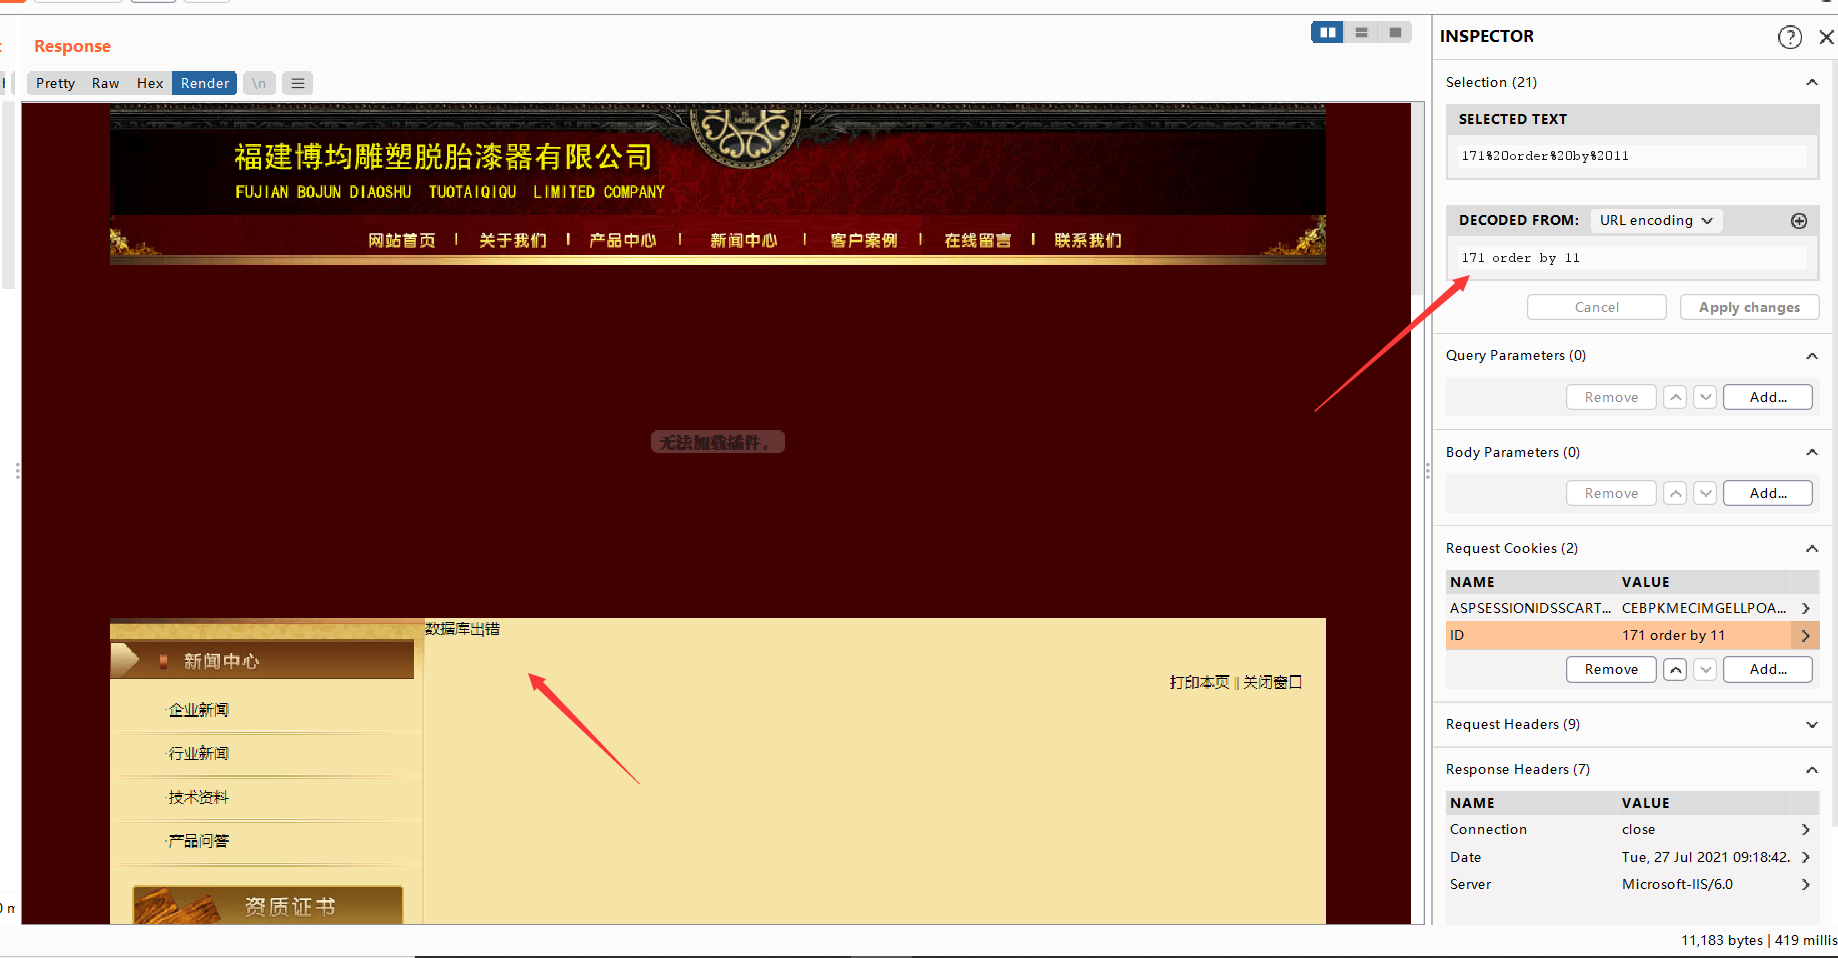 Response
Pretty Raw Hex Render \n
福建博均雕塑脱胎漆器有限公司
FUJIAN BOJUN DIAOSHU TUOTAIQIQU LIMITED COMPANY
网站首页 | 关于我们 | 产品中心 | 新闻中心 | 客户案例 | 在线留言 | 联系我们
无法加载插件。
新闻中心
·企业新闻
·行业新闻
·技术资料
·产品问答
资质证书
数据库出错
打印本页 || 关闭窗口
INSPECTOR
Selection (21)
SELECTED TEXT
171%20order%20by%2011
DECODED FROM: URL encoding
171 order by 11
Cancel Apply changes
Query Parameters (0)
Remove Add...
Body Parameters (0)
Remove Add...
Request Cookies (2)
NAME VALUE
ASPSESSIONIDSSCART... CEBPKMECIMGELLPOA...
ID 171 order by 11
Remove Add...
Request Headers (9)
Response Headers (7)
NAME VALUE
Connection close
Date Tue, 27 Jul 2021 09:18:42.
Server Microsoft-IIS/6.0
11,183 bytes | 419 millis